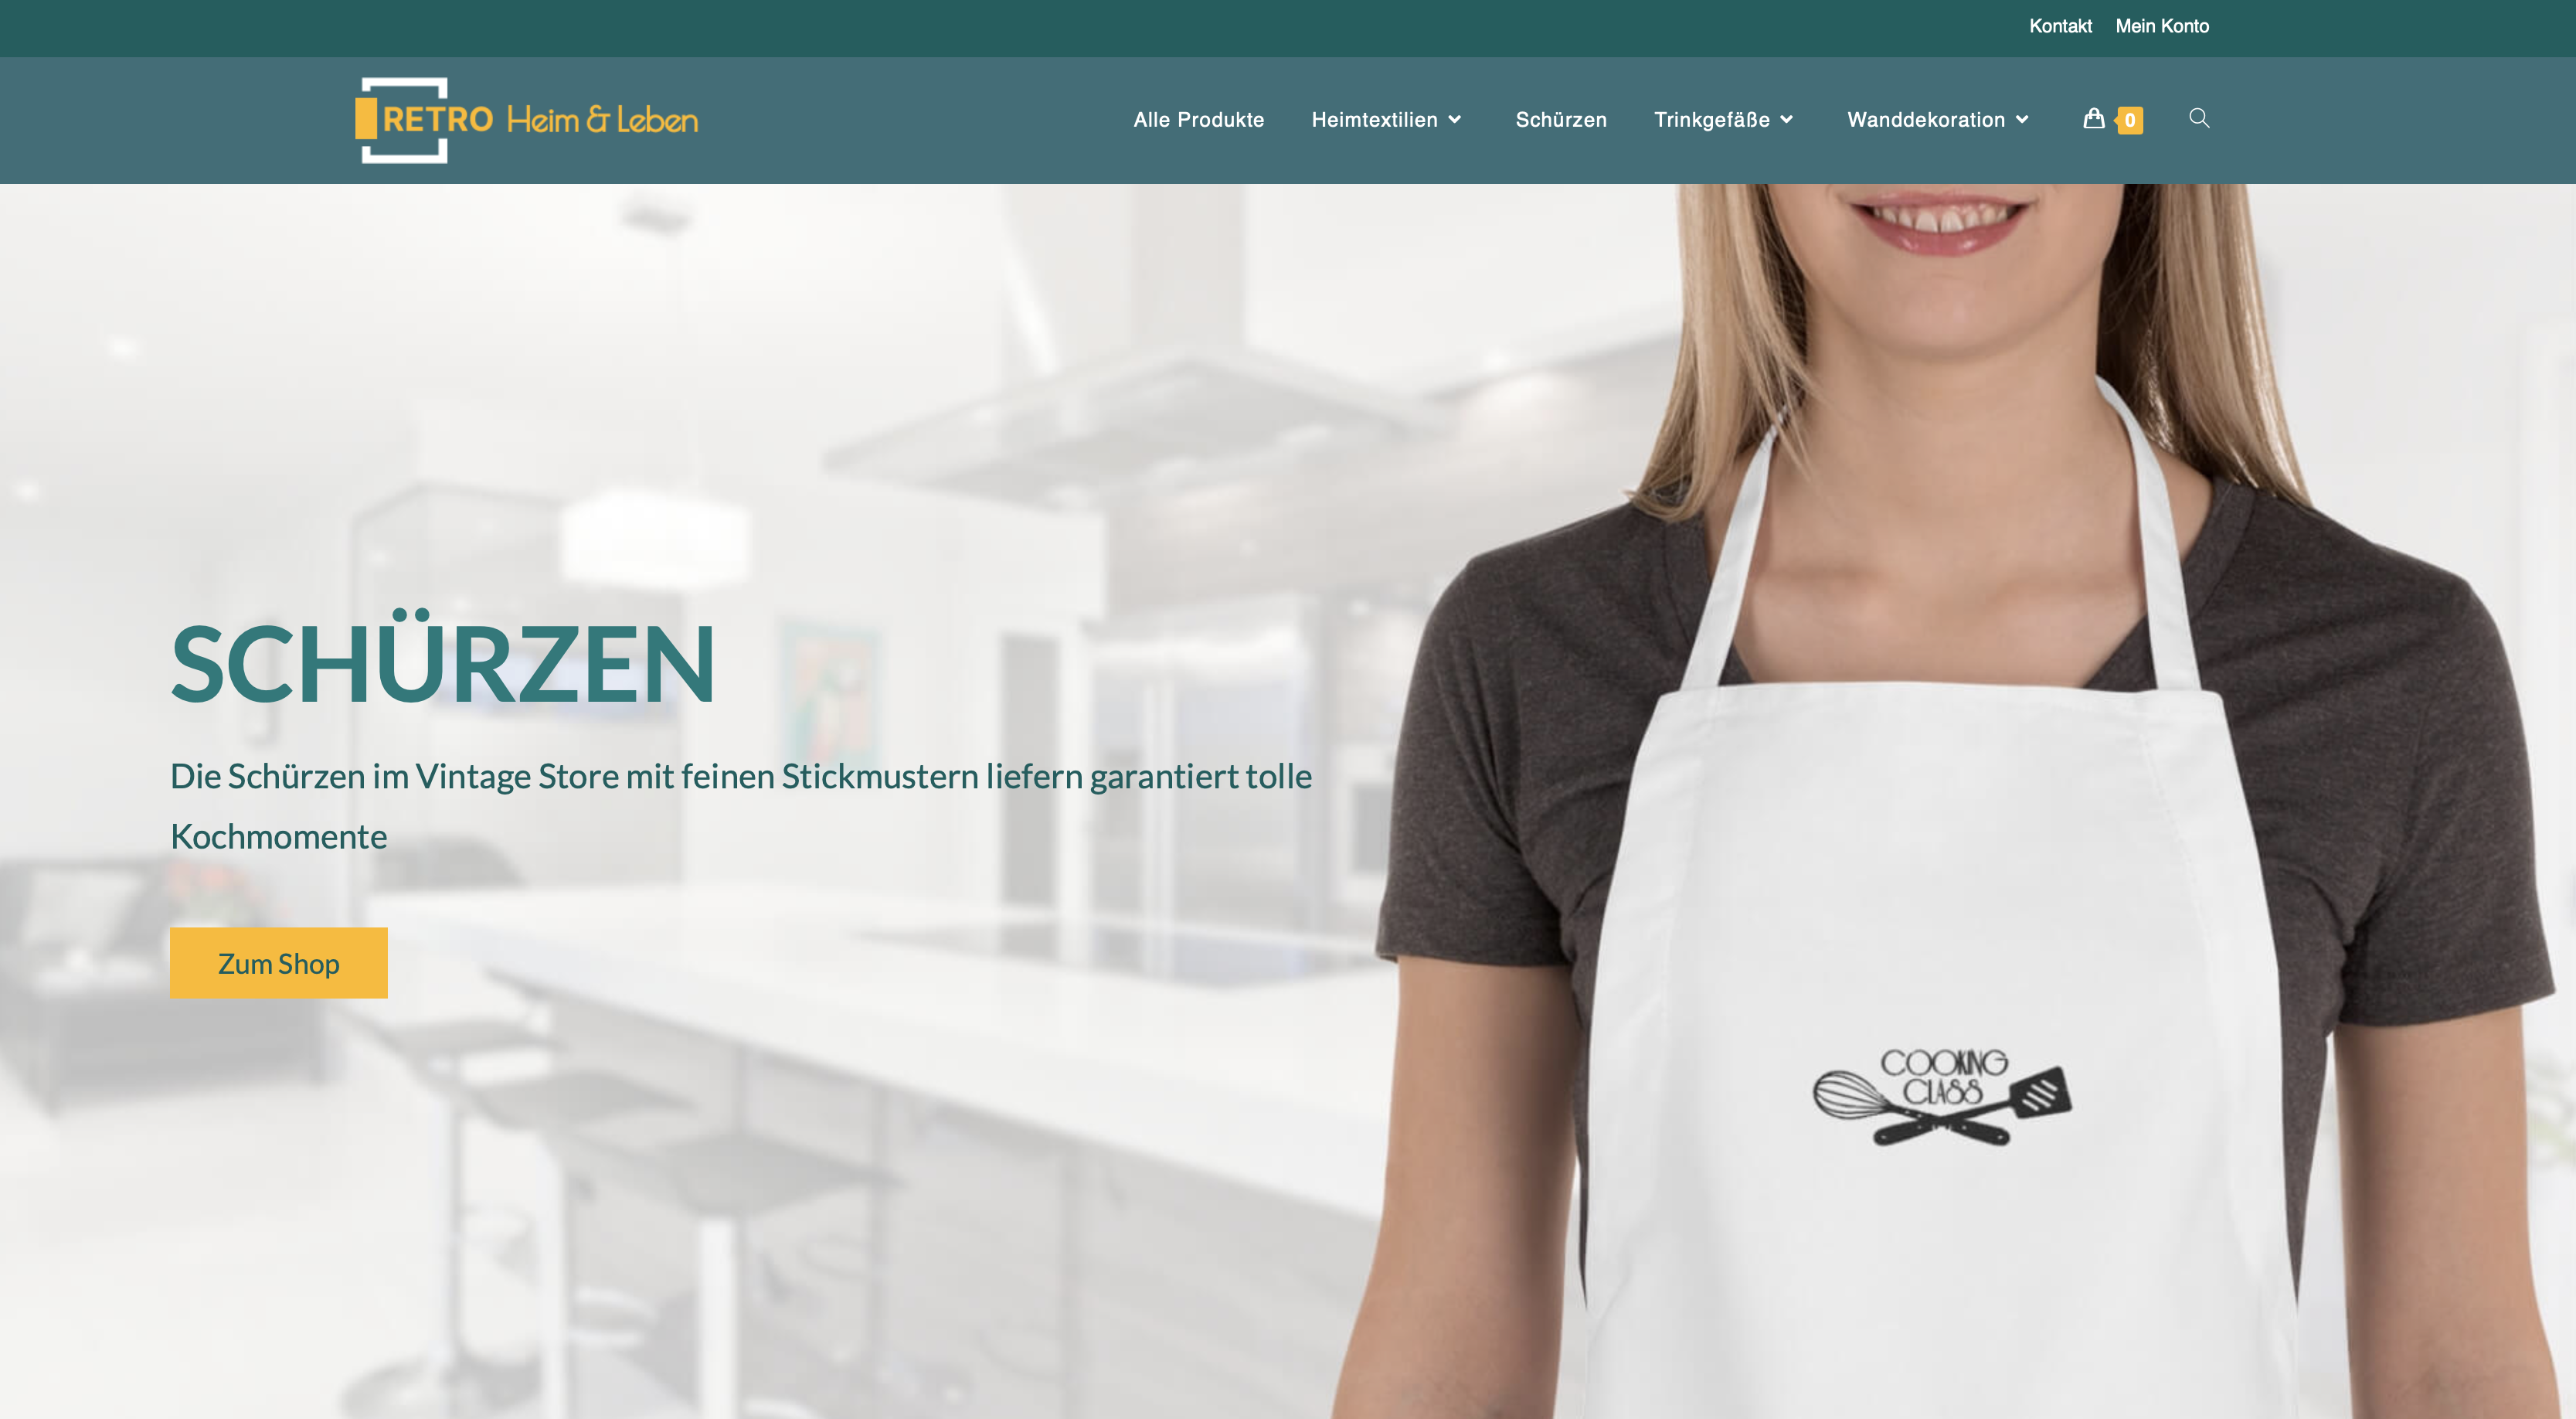 Kontakt Mein Konto
RETRO Heim & Leben
Alle Produkte Heimtextilien Schürzen Trinkgefäße Wanddekoration 0
SCHÜRZEN
Die Schürzen im Vintage Store mit feinen Stickmustern liefern garantiert tolle
Kochmomente
Zum Shop
COOKING
CLASS